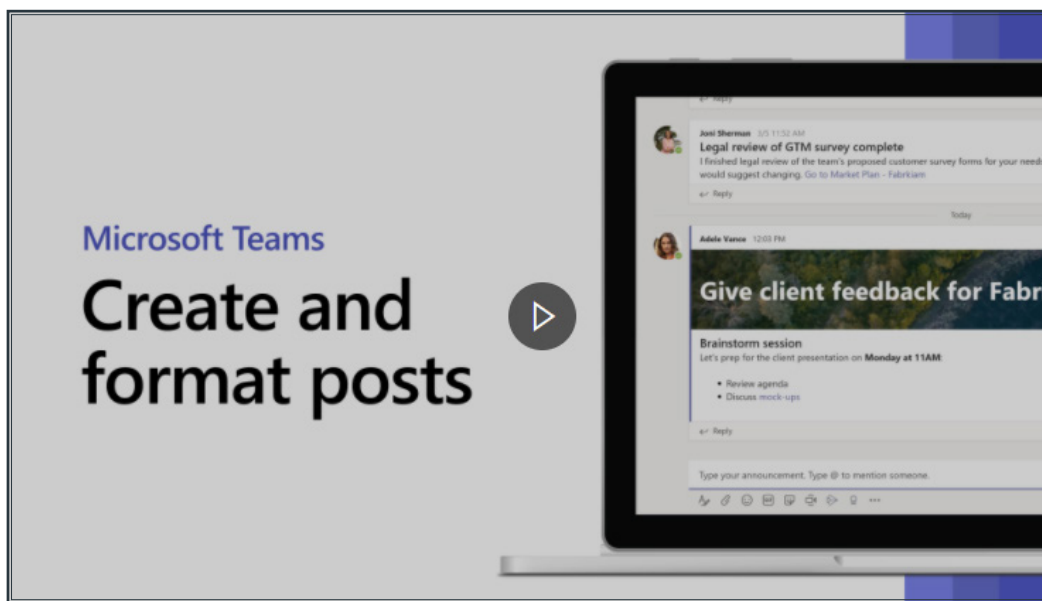 Microsoft Teams
Create and
format posts
Reply
Joni Sherman 3/5 11:52 AM
Legal review of GTM survey complete
I finished legal review of the team's proposed customer survey forms for your need
would suggest changing. Go to Market Plan - Fabrkiam
Reply
Today
Adele Vance 12:03 PM
Give client feedback for Fabr
Brainstorm session
Let's prep for the client presentation on Monday at 11AM:
• Review agenda
• Discuss mock-ups
Reply
Type your announcement. Type @ to mention someone.